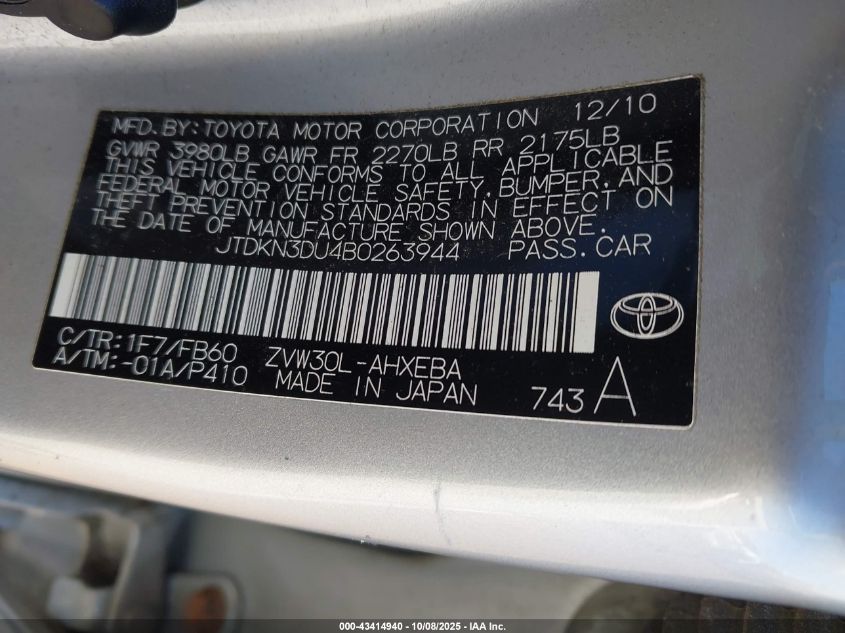 MFD.BY: TOYOTA MOTOR CORPORATION 12/10
GVWR 3980LB GAWR FR 2270LB RR 2175LB
THIS VEHICLE CONFORMS TO ALL APPLICABLE
FEDERAL MOTOR VEHICLE SAFETY, BUMPER, AND
THEFT PREVENTION STANDARDS IN EFFECT ON
THE DATE OF MANUFACTURE SHOWN ABOVE.
JTDKN3DU4B0263944 PASS.CAR
C/TR: 1F7/FB60 ZVW30L-AHXEBA
A/TM: -01A/P410 MADE IN JAPAN 743 A
000-43414940 - 10/08/2025 - IAA Inc.